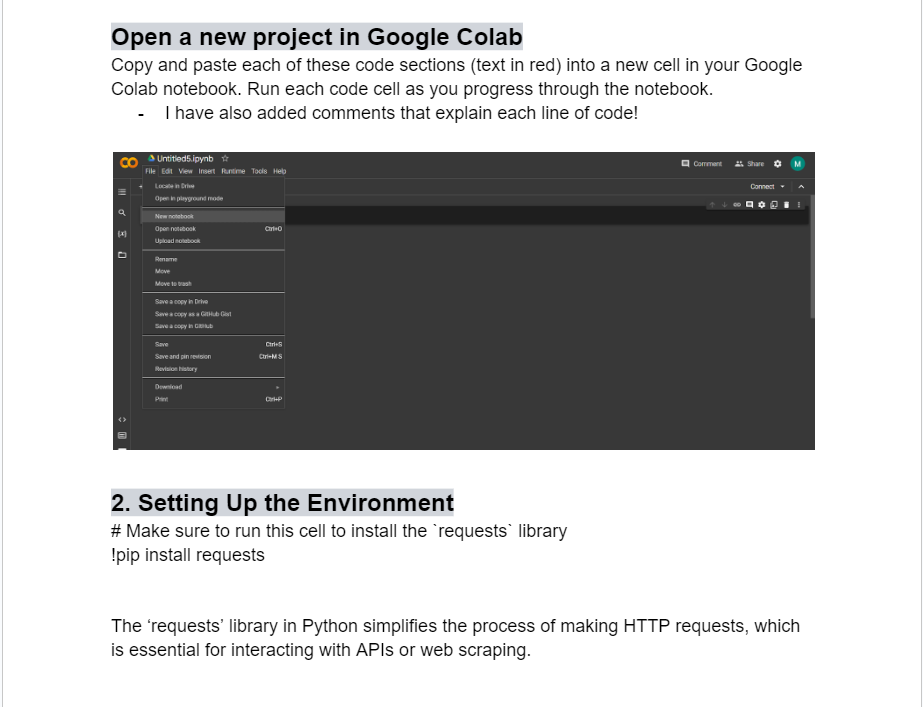 Open a new project in Google Colab
Copy and paste each of these code sections (text in red) into a new cell in your Google
Colab notebook. Run each code cell as you progress through the notebook.
- I have also added comments that explain each line of code!
Untitled5.ipynb
Comment Share M
File Edit View Insert Runtime Tools Help
Connect
Locate in Drive
Open in playground mode
New notebook
Open notebook Ctrl+O
Upload notebook
Rename
Move
Move to trash
Save a copy in Drive
Save a copy as a GitHub Gist
Save a copy in GitHub
Save Ctrl+S
Save and pin revision Ctrl+M S
Revision history
Download
Print Ctrl+P
2. Setting Up the Environment
# Make sure to run this cell to install the `requests` library
!pip install requests
The ‘requests’ library in Python simplifies the process of making HTTP requests, which
is essential for interacting with APIs or web scraping.